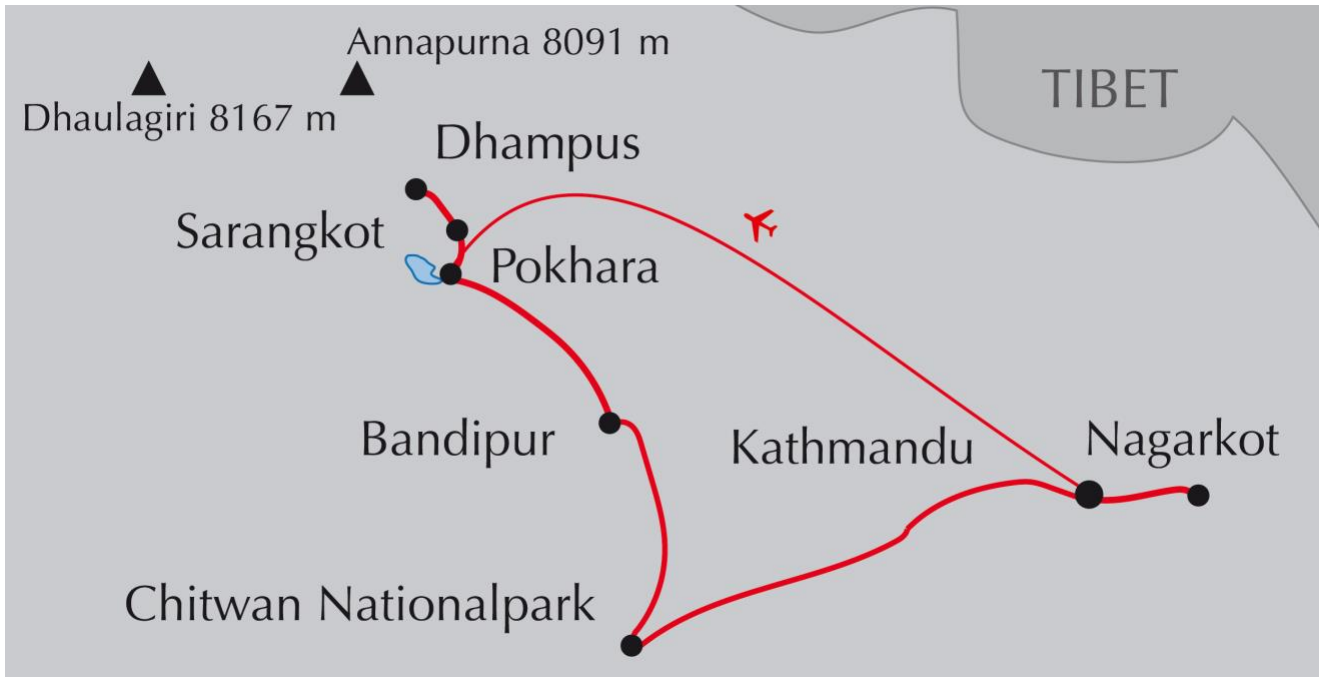 Annapurna 8091 m
Dhaulagiri 8167 m
TIBET
Dhampus
Sarangkot
Pokhara
Bandipur
Kathmandu
Nagarkot
Chitwan Nationalpark